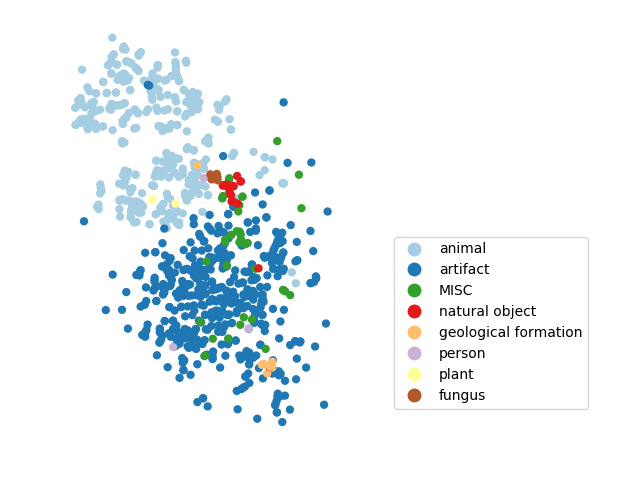 animal
artifact
MISC
natural object
geological formation
person
plant
fungus